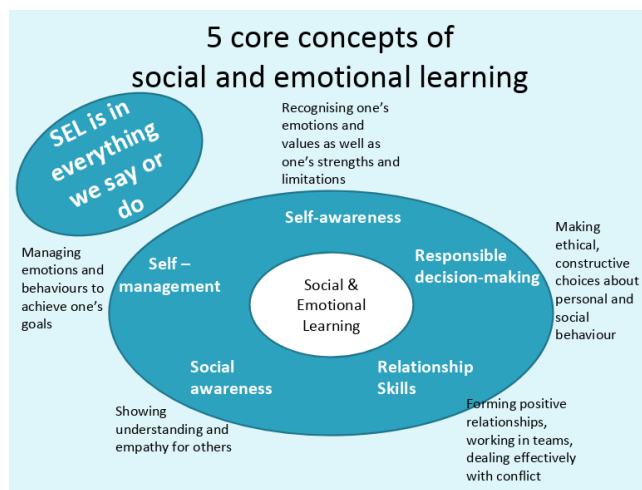 5 core concepts of
social and emotional learning
SEL is in
everything
we say or
do
Recognising one's
emotions and
values as well as
one's strengths and
limitations
Self-awareness
Managing
emotions and
behaviours to
achieve one's
goals
Self –
management
Social &
Emotional
Learning
Responsible
decision-making
Making
ethical,
constructive
choices about
personal and
social
behaviour
Social
awareness
Relationship
Skills
Showing
understanding and
empathy for others
Forming positive
relationships,
working in teams,
dealing effectively
with conflict